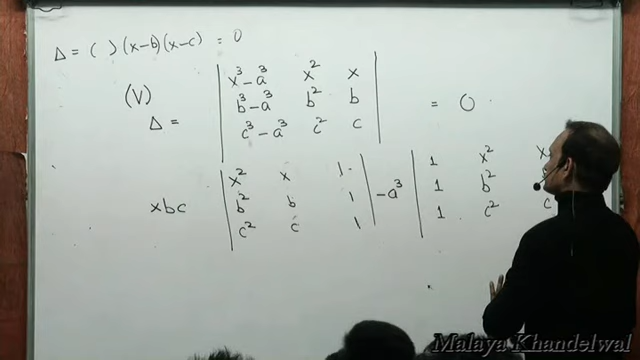 Δ = ( ) (x-b)(x-c) = 0
(V) Δ = | x³-a³ x² x |
| b³-a³ b² b | = 0
| c³-a³ c² c |
xbc | x² x 1 | -a³ | 1 x² x
| b² b 1 | | 1 b²
| c² c 1 | | 1 c² c
Malaya Khandelwal